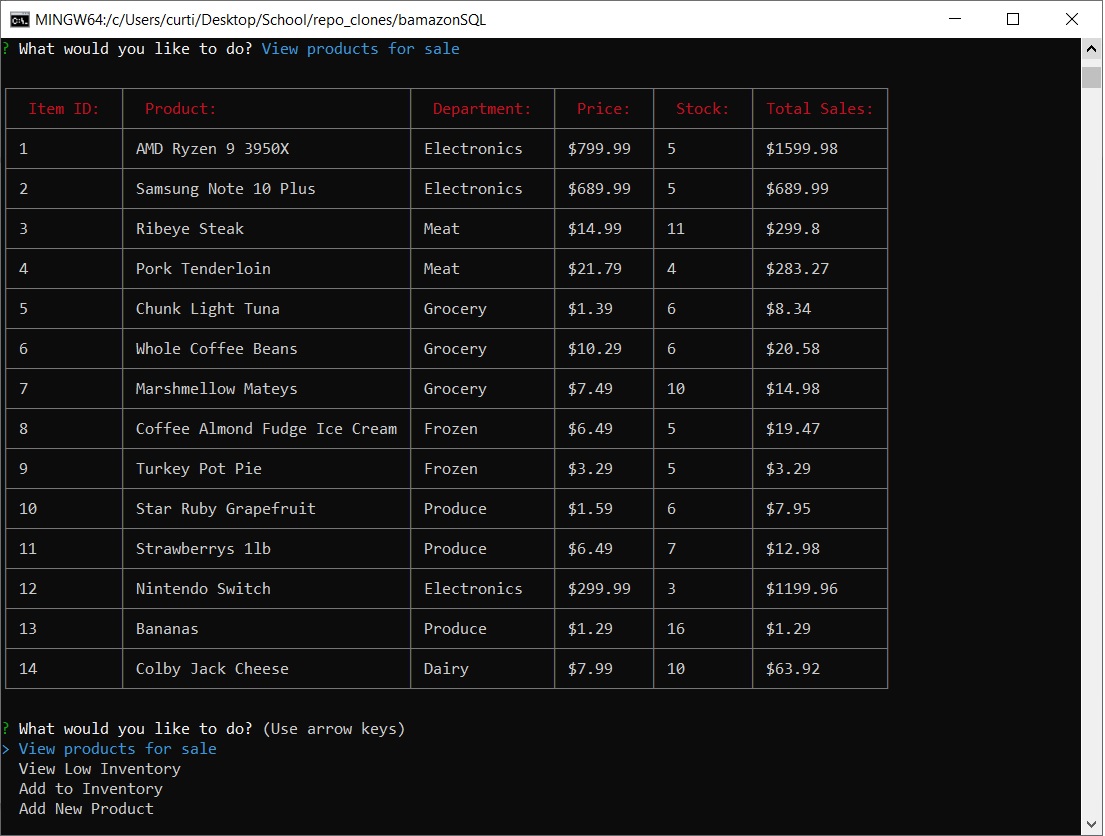 MINGW64:/c/Users/curti/Desktop/School/repo_clones/bamazonSQL
? What would you like to do? View products for sale
Item ID: Product: Department: Price: Stock: Total Sales:
1 AMD Ryzen 9 3950X Electronics $799.99 5 $1599.98
2 Samsung Note 10 Plus Electronics $689.99 5 $689.99
3 Ribeye Steak Meat $14.99 11 $299.8
4 Pork Tenderloin Meat $21.79 4 $283.27
5 Chunk Light Tuna Grocery $1.39 6 $8.34
6 Whole Coffee Beans Grocery $10.29 6 $20.58
7 Marshmellow Mateys Grocery $7.49 10 $14.98
8 Coffee Almond Fudge Ice Cream Frozen $6.49 5 $19.47
9 Turkey Pot Pie Frozen $3.29 5 $3.29
10 Star Ruby Grapefruit Produce $1.59 6 $7.95
11 Strawberrys 1lb Produce $6.49 7 $12.98
12 Nintendo Switch Electronics $299.99 3 $1199.96
13 Bananas Produce $1.29 16 $1.29
14 Colby Jack Cheese Dairy $7.99 10 $63.92
? What would you like to do? (Use arrow keys)
> View products for sale
View Low Inventory
Add to Inventory
Add New Product